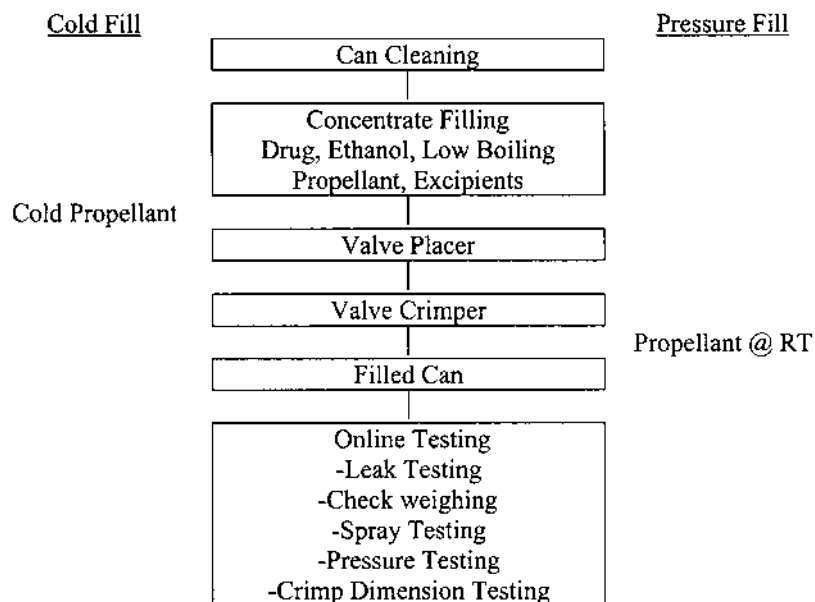 Cold Fill
Pressure Fill
Can Cleaning
Concentrate Filling
Drug, Ethanol, Low Boiling
Propellant, Excipients
Cold Propellant
Valve Placer
Valve Crimper
Propellant @ RT
Filled Can
Online Testing
-Leak Testing
-Check weighing
-Spray Testing
-Pressure Testing
-Crimp Dimension Testing